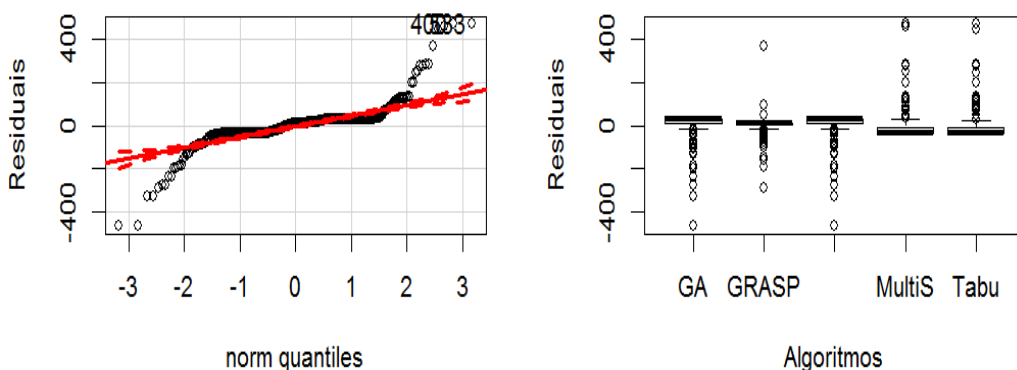 Residuais
400
0
-400
-3 -2 -1 0 1 2 3
norm quantiles
Residuais
400
0
-400
GA GRASP MultiS Tabu
Algoritmos